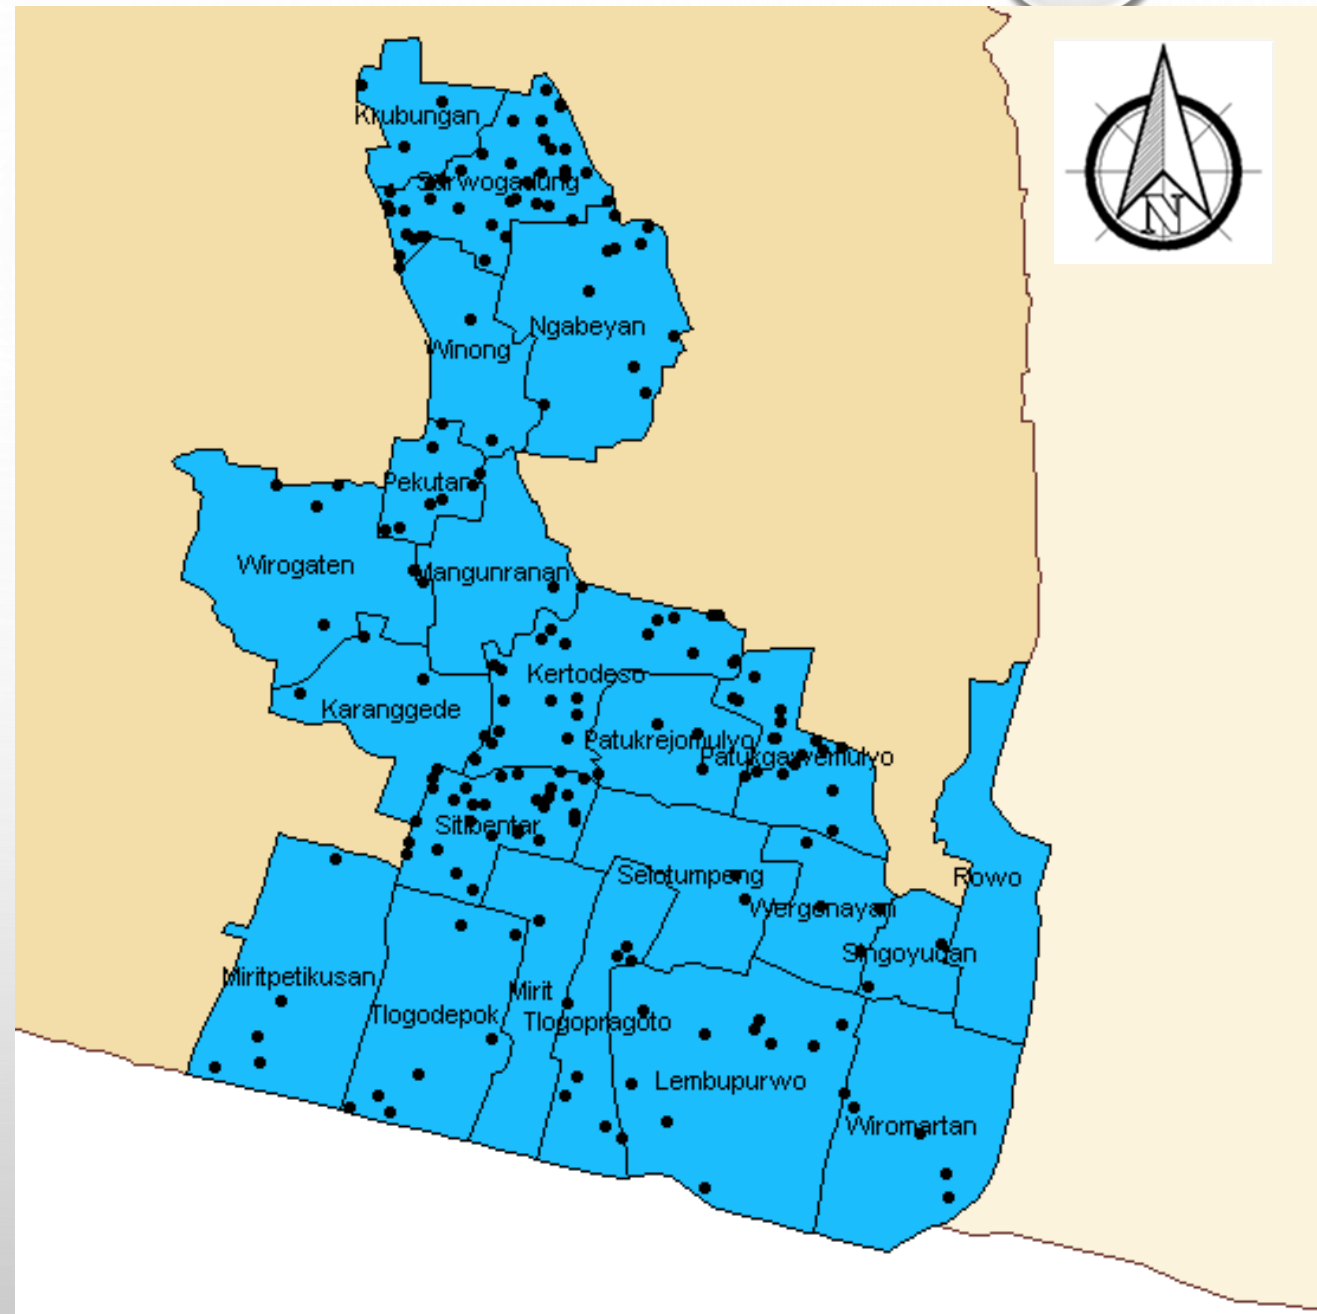 N
Krubungan
Sarwogadung
Ngabeyan
Winong
Pekutan
Wirogaten
Mangunranan
Kertodeso
Karanggede
Patukrejomulyo
Patukgawemulyo
Sitibentar
Selotumpeng
Rowo
Wergonayan
Singoyudan
Miritpetikusan
Mirit
Tlogodepok
Tlogopragoto
Lembupurwo
Wiromartan